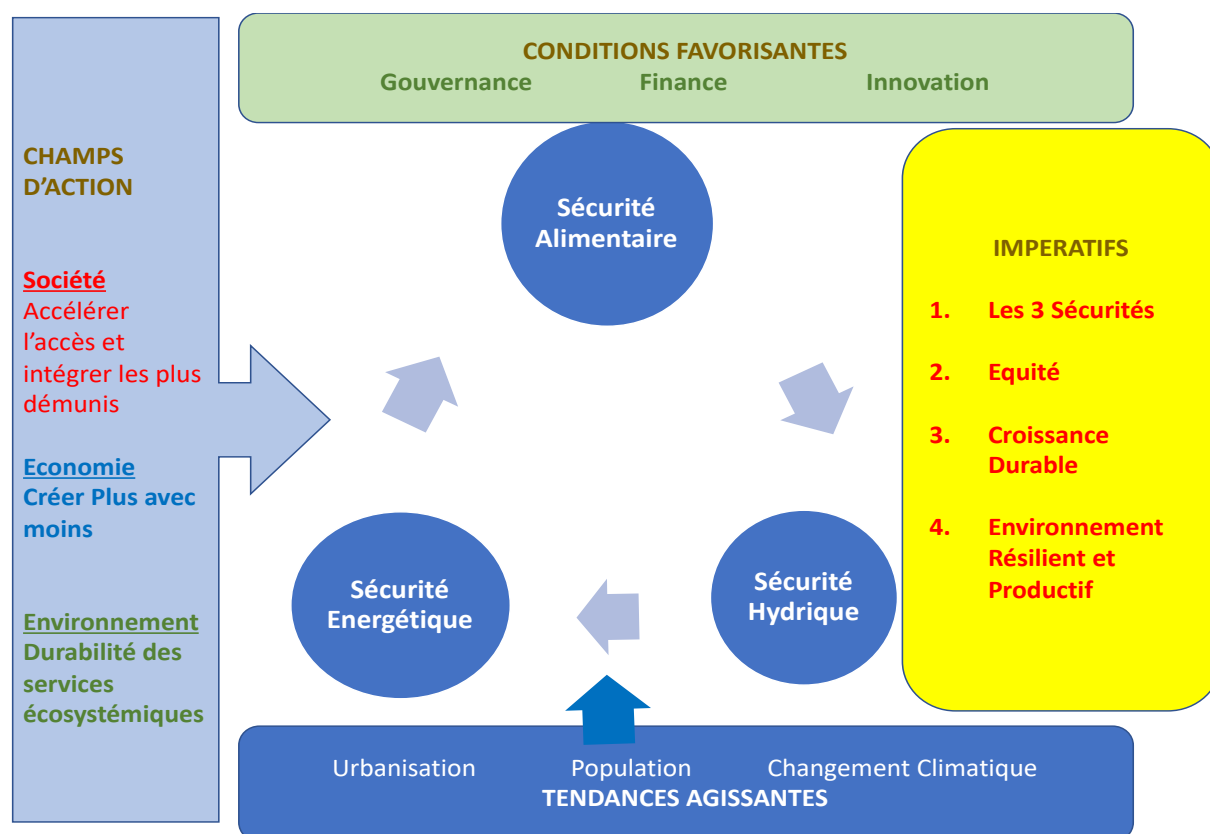 CONDITIONS FAVORISANTES
Gouvernance Finance Innovation
CHAMPS
D’ACTION
Société
Accélérer
l’accès et
intégrer les plus
démunis
Economie
Créer Plus avec
moins
Environnement
Durabilité des
services
écosystémiques
Sécurité
Alimentaire
Sécurité
Energétique
Sécurité
Hydrique
IMPERATIFS
1. Les 3 Sécurités
2. Equité
3. Croissance
Durable
4. Environnement
Résilient et
Productif
Urbanisation Population Changement Climatique
TENDANCES AGISSANTES